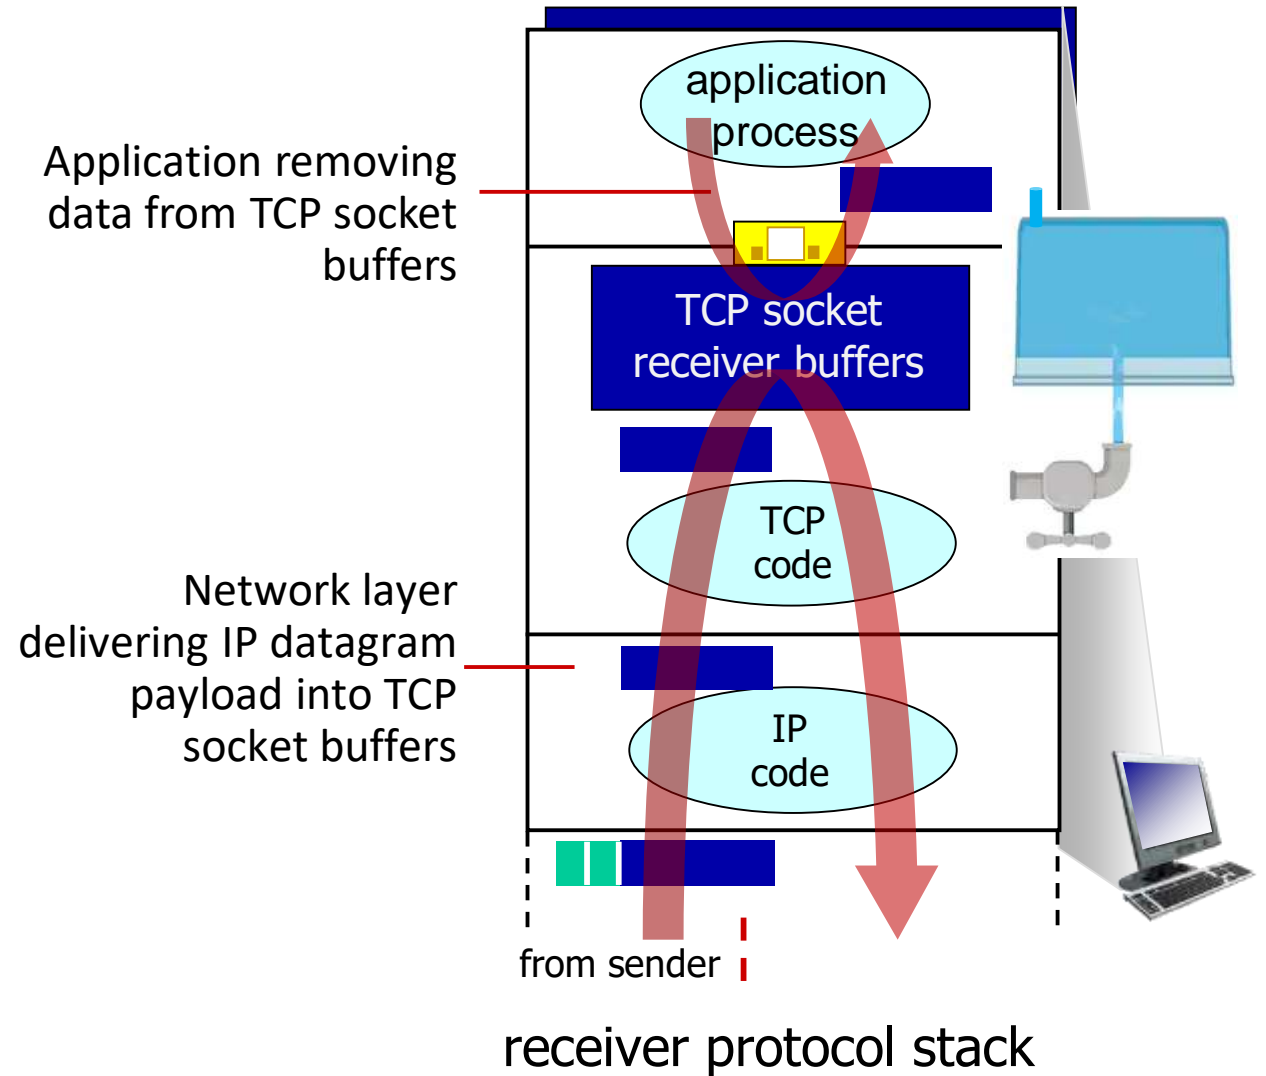 application
process
Application removing
data from TCP socket
buffers
TCP socket
receiver buffers
TCP
code
Network layer
delivering IP datagram
payload into TCP
socket buffers
IP
code
from sender
receiver protocol stack